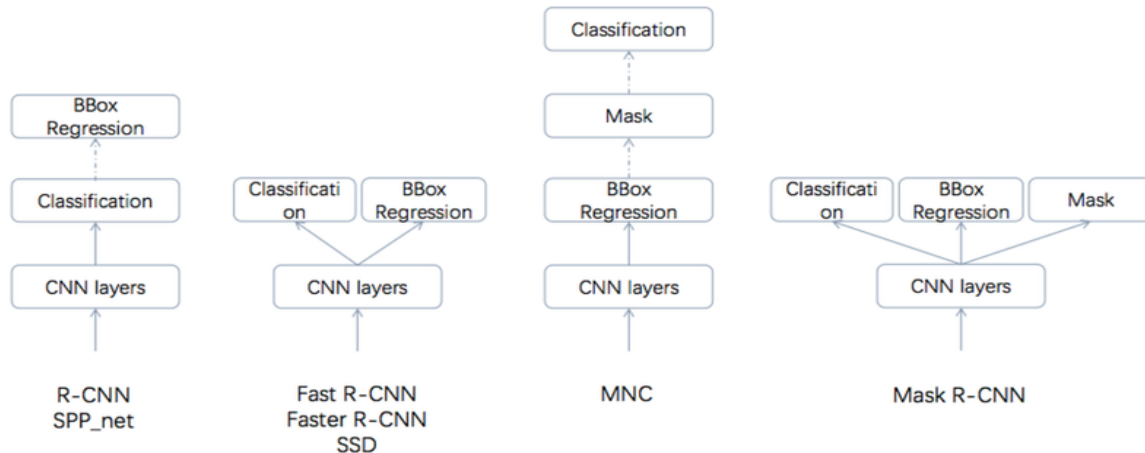 BBox
Regression
Classification
CNN layers
R-CNN
SPP_net
Classificati
on
BBox
Regression
CNN layers
Fast R-CNN
Faster R-CNN
SSD
Classification
Mask
BBox
Regression
CNN layers
MNC
Classificati
on
BBox
Regression
Mask
CNN layers
Mask R-CNN